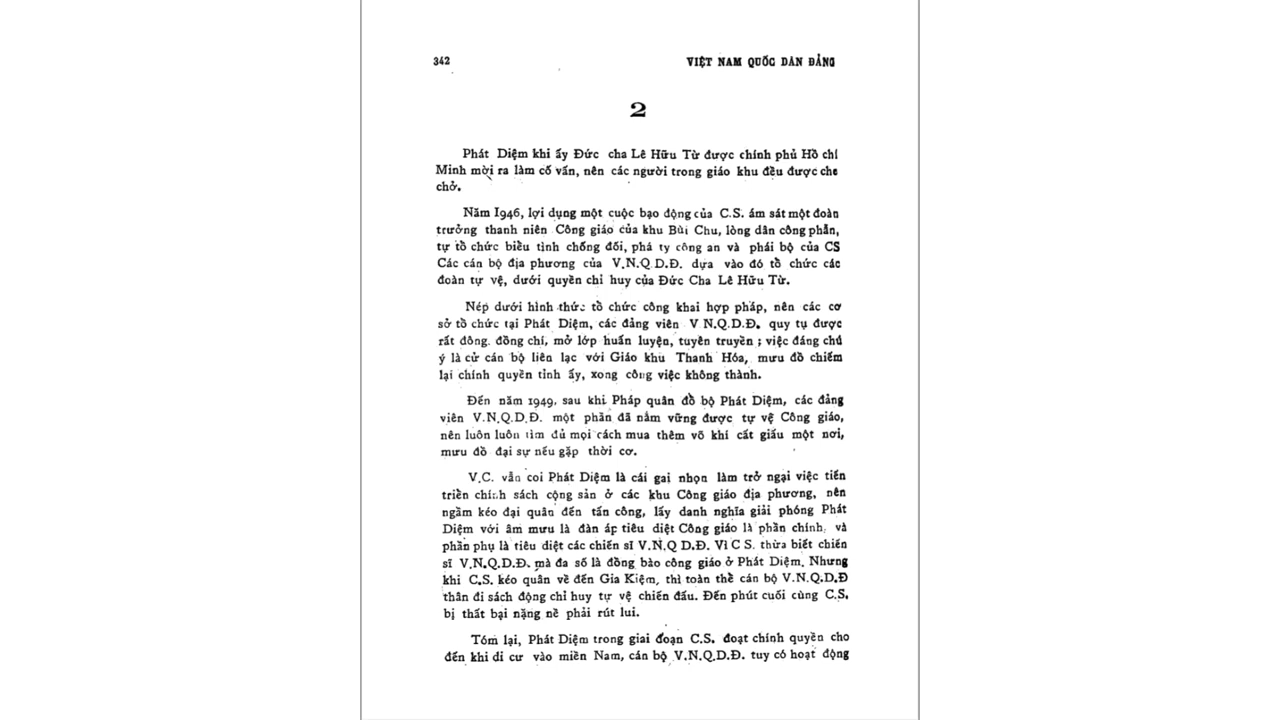 342
VIỆT NAM QUỐC DÂN ĐẢNG
2
Phát Diệm khi ấy Đức cha Lê Hữu Từ được chính phủ Hồ chí
Minh mời ra làm cố vấn, nên các người trong giáo khu đều được che
chở.
Năm 1946, lợi dụng một cuộc bạo động của C.S. ám sát một đoàn
trưởng thanh niên Công giáo của khu Bùi Chu, lòng dân công phẫn,
tự tổ chức biểu tình chống đối, phá ty công an và phái bộ của CS
Các cán bộ địa phương của V.N.Q.D.Đ. dựa vào đó tổ chức các
đoàn tự vệ, dưới quyền chỉ huy của Đức Cha Lê Hữu Từ.
Nép dưới hình thức tổ chức công khai hợp pháp, nên các cơ
sở tổ chức tại Phát Diệm, các đảng viên V N.Q.D.Đ. quy tụ được
rất đông. đồng chí, mở lớp huấn luyện, tuyên truyền ; việc đáng chú
ý là cử cán bộ liên lạc với Giáo khu Thanh Hóa, mưu đồ chiếm
lại chính quyền tỉnh ấy, xong công việc không thành.
Đến năm 1949, sau khi Pháp quân đổ bộ Phát Diệm, các đảng
viên V.N.Q.D.Đ. một phần đã nắm vững được tự vệ Công giáo,
nên luôn luôn tìm đủ mọi cách mua thêm võ khí cất giấu một nơi,
mưu đồ đại sự nếu gặp thời cơ.
V.C. vẫn coi Phát Diệm là cái gai nhọn làm trở ngại việc tiến
triển chính sách cộng sản ở các khu Công giáo địa phương, nên
ngầm kéo đại quân đến tấn công, lấy danh nghĩa giải phóng Phát
Diệm với âm mưu là đàn áp tiêu diệt Công giáo là phần chính, và
phần phụ là tiêu diệt các chiến sĩ V.N.Q D.Đ. Vì C S. thừa biết chiến
sĩ V.N.Q.D.Đ. mà đa số là đồng bào công giáo ở Phát Diệm. Nhưng
khi C.S. kéo quân về đến Gia Kiệm, thì toàn thể cán bộ V.N.Q.D.Đ
thân đi sách động chỉ huy tự vệ chiến đấu. Đến phút cuối cùng C.S.
bị thất bại nặng nề phải rút lui.
Tóm lại, Phát Diệm trong giai đoạn C.S. đoạt chính quyền cho
đến khi di cư vào miền Nam, cán bộ V.N.Q.D.Đ. tuy có hoạt động